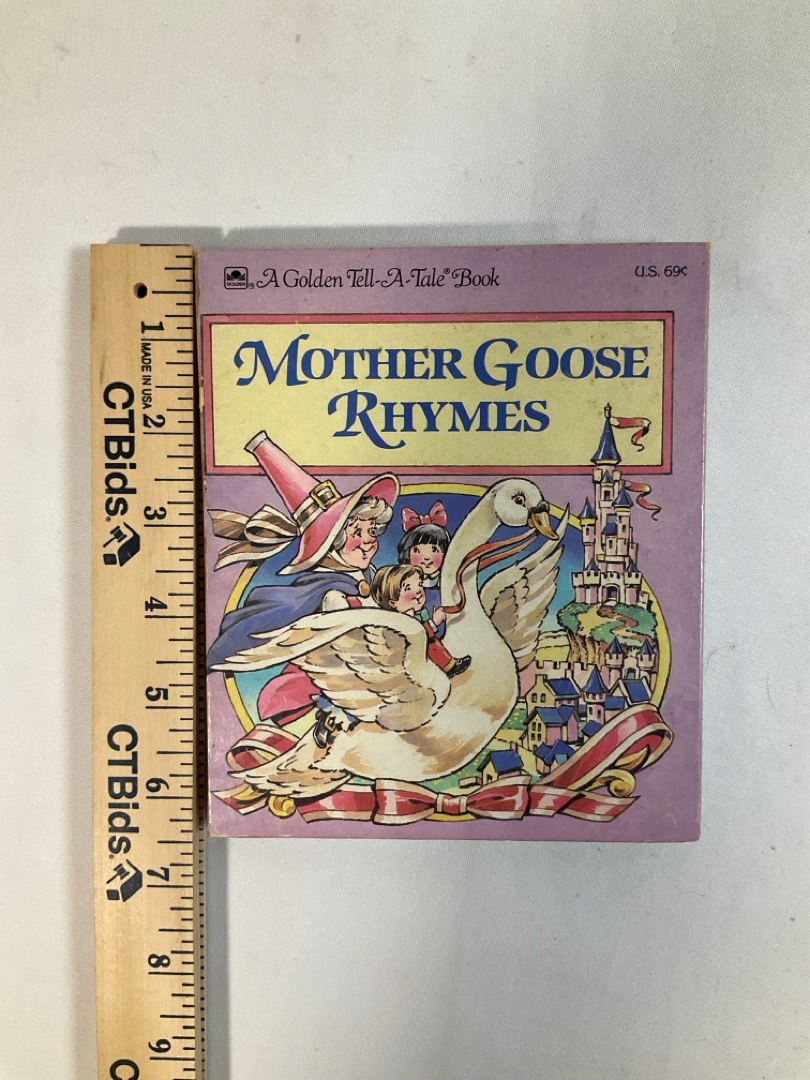 GOLDEN® A Golden Tell-A-Tale® Book
U.S. 69¢
MOTHER GOOSE
RHYMES
1
MADE IN USA
2
CTBids.
3
4
5
CTBids.
6
7
8
9
C